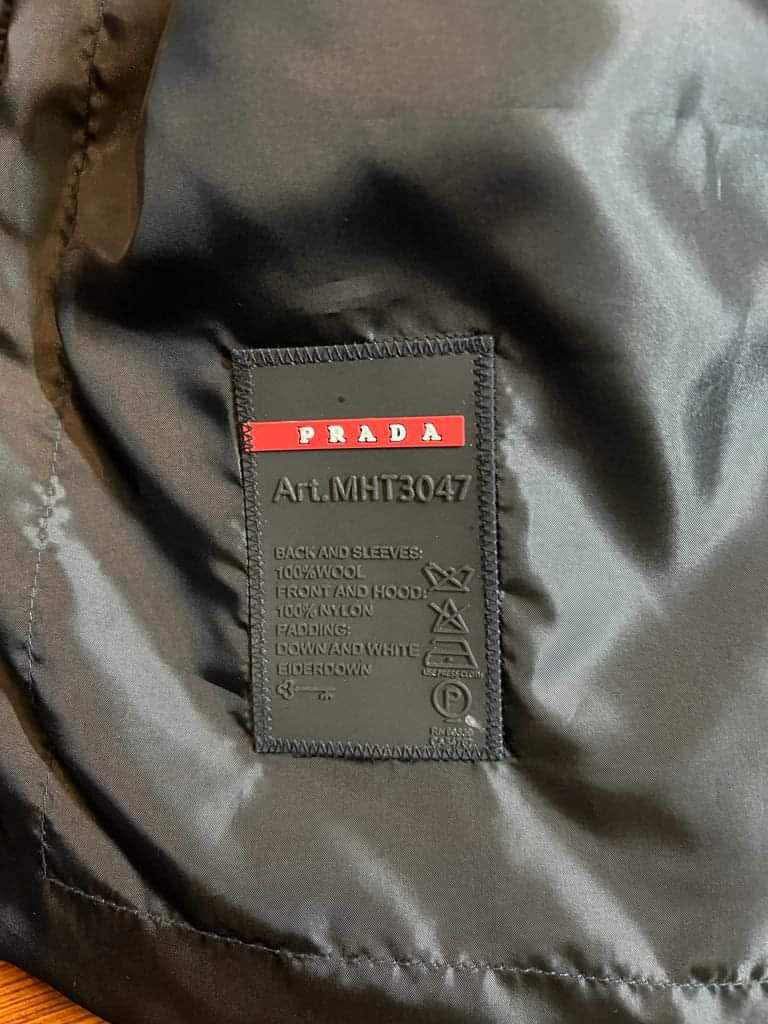 PRADA
Art.MHT3047
BACK AND SLEEVES:
100%WOOL
FRONT AND HOOD:
100% NYLON
PADDING:
DOWN AND WHITE
EIDERDOWN
P